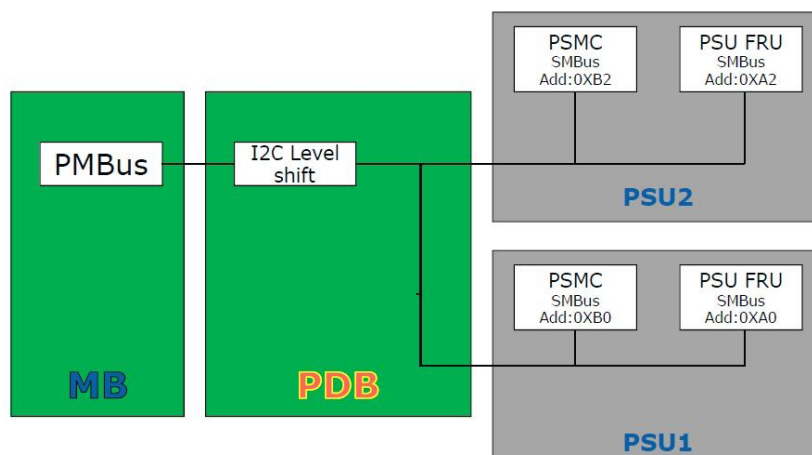 PMBus
MB
I2C Level
shift
PDB
PSMC
SMBus
Add:0XB2
PSU FRU
SMBus
Add:0XA2
PSU2
PSMC
SMBus
Add:0XB0
PSU FRU
SMBus
Add:0XA0
PSU1